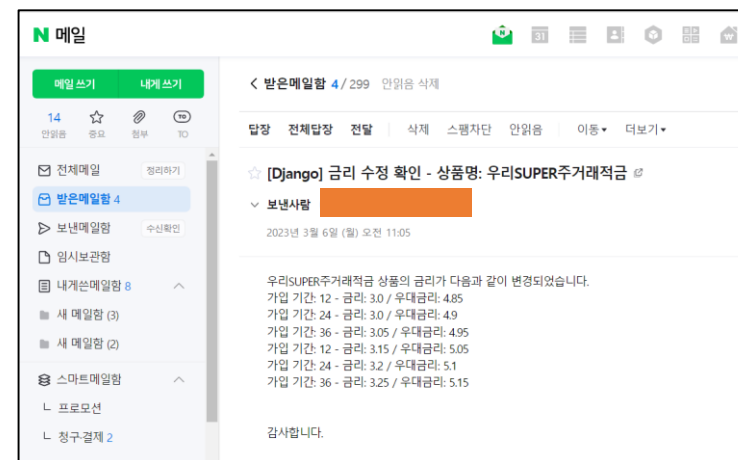 N 메일
31
메일 쓰기 내게 쓰기
14 TO
안읽음 중요 첨부 TO
전체메일 정리하기
받은메일함 4
보낸메일함 수신확인
임시보관함
내게쓴메일함 8
새 메일함 (3)
새 메일함 (2)
스마트메일함
프로모션
청구·결제 2
받은메일함 4 / 299 안읽음 삭제
답장 전체답장 전달 삭제 스팸차단 안읽음 이동 더보기
[Django] 금리 수정 확인 - 상품명: 우리SUPER주거래적금
보낸사람
2023년 3월 6일 (월) 오전 11:05
우리SUPER주거래적금 상품의 금리가 다음과 같이 변경되었습니다.
가입 기간: 12 - 금리: 3.0 / 우대금리: 4.85
가입 기간: 24 - 금리: 3.0 / 우대금리: 4.9
가입 기간: 36 - 금리: 3.05 / 우대금리: 4.95
가입 기간: 12 - 금리: 3.15 / 우대금리: 5.05
가입 기간: 24 - 금리: 3.2 / 우대금리: 5.1
가입 기간: 36 - 금리: 3.25 / 우대금리: 5.15
감사합니다.